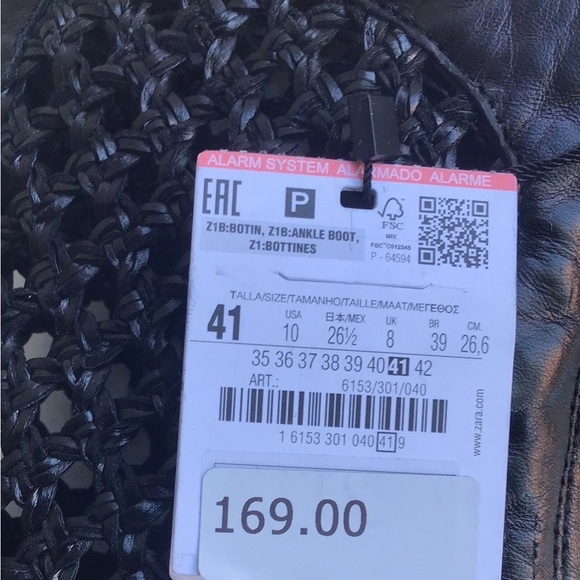 ALARM SYSTEM ALARMADO ALARME
EAC P FSC
MIX
FSC™ C012345
P - 64594
Z1B:BOTIN, Z1B:ANKLE BOOT,
Z1:BOTTINES
TALLA/SIZE/TAMANHO/TAILLE/MAAT/ΜΕΓΕΘΟΣ
USA 日本/MEX UK BR CM.
41 10 26½ 8 39 26,6
35 36 37 38 39 40 41 42
ART.: 6153/301/040
1 6153 301 040 41 9
www.zara.com
169.00